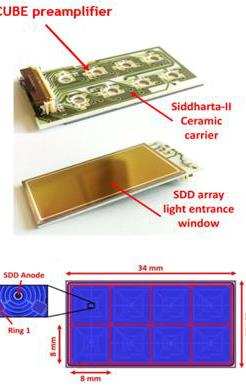 CUBE preamplifier
Siddharta-II
Ceramic
carrier
SDD array
light entrance
window
34 mm
SDD Anode
Ring 1
8 mm
8 mm